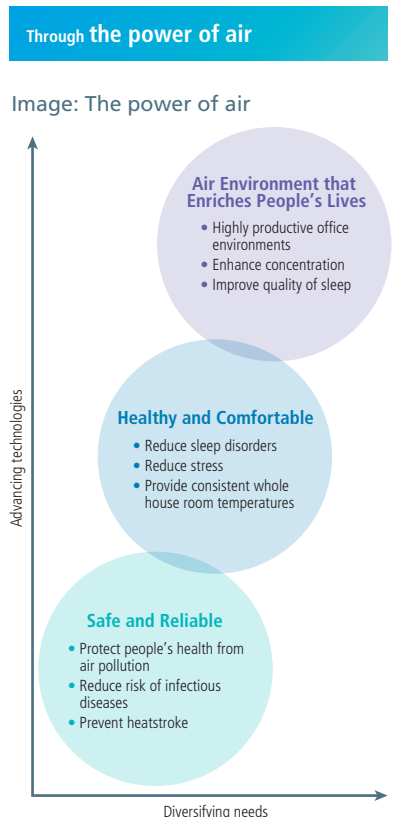 Through the power of air
Image: The power of air
Air Environment that
Enriches People's Lives
• Highly productive office
environments
• Enhance concentration
• Improve quality of sleep
Healthy and Comfortable
• Reduce sleep disorders
• Reduce stress
• Provide consistent whole
house room temperatures
Safe and Reliable
• Protect people's health from
air pollution
• Reduce risk of infectious
diseases
• Prevent heatstroke
Advancing technologies
Diversifying needs